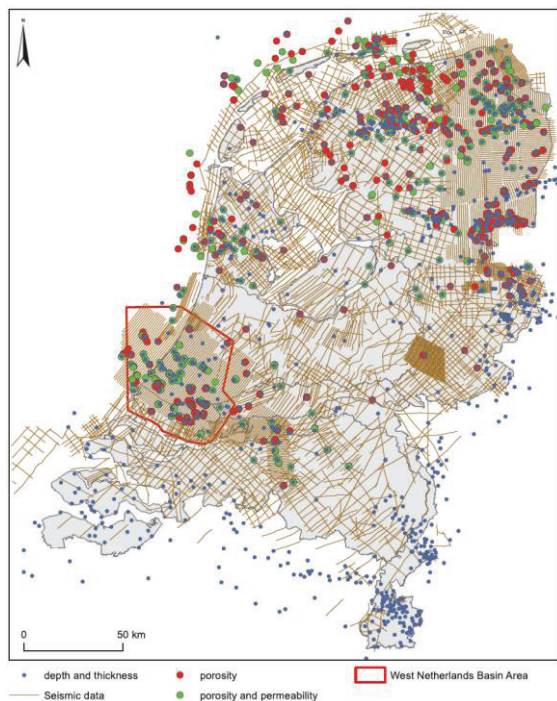 N
0 50 km
depth and thickness porosity West Netherlands Basin Area
Seismic data porosity and permeability